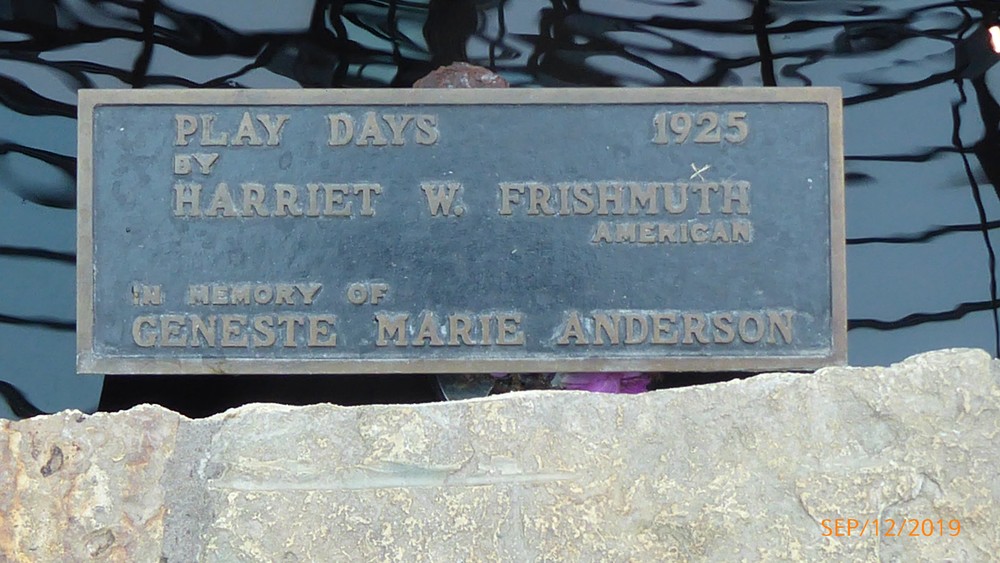 PLAY DAYS 1925
BY
HARRIET W. FRISHMUTH
AMERICAN
IN MEMORY OF
GENESTE MARIE ANDERSON
SEP/12/2019